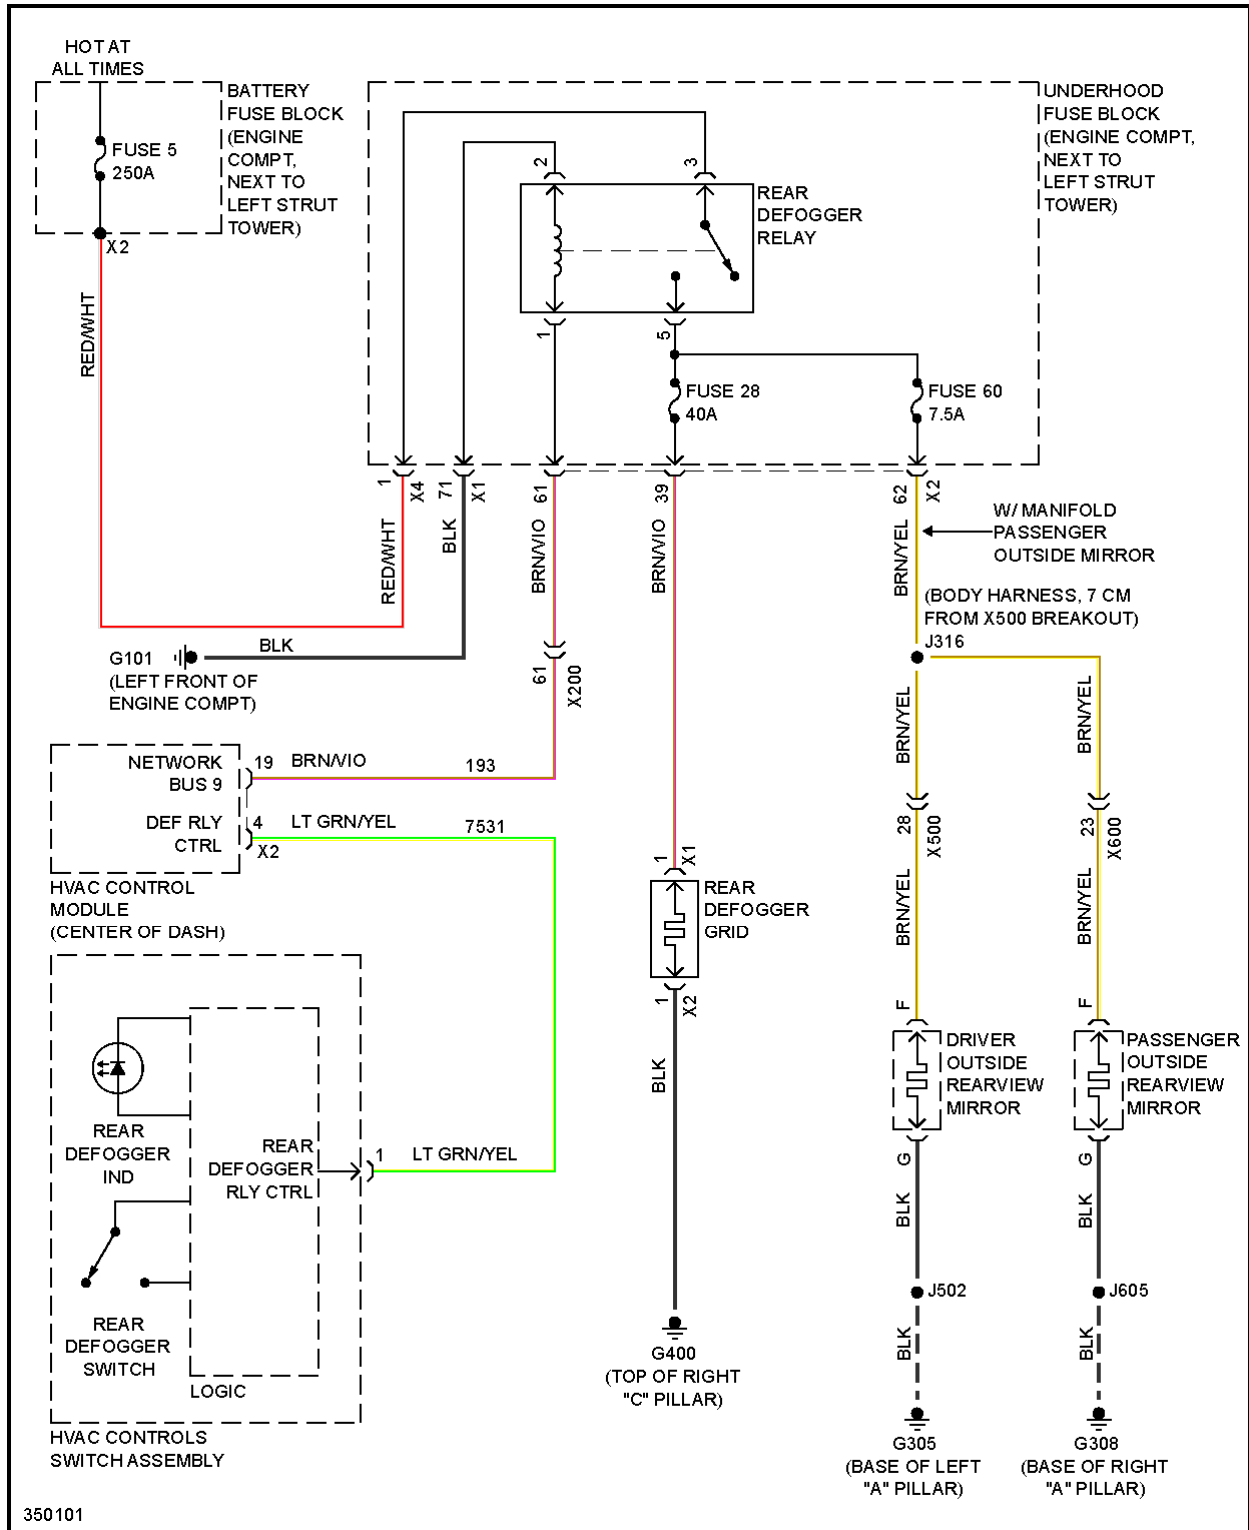 HOT AT
ALL TIMES
BATTERY
FUSE BLOCK
(ENGINE
COMPT,
NEXT TO
LEFT STRUT
TOWER)
FUSE 5
250A
X2
RED/WHT
UNDERHOOD
FUSE BLOCK
(ENGINE COMPT,
NEXT TO
LEFT STRUT
TOWER)
2
3
REAR
DEFOGGER
RELAY
1
5
FUSE 28
40A
FUSE 60
7.5A
1
X4
71
X1
61
39
62
X2
RED/WHT
BLK
BRN/VIO
BRN/VIO
BRN/YEL
W/ MANIFOLD
PASSENGER
OUTSIDE MIRROR
(BODY HARNESS, 7 CM
FROM X500 BREAKOUT)
J316
BLK
G101
(LEFT FRONT OF
ENGINE COMPT)
61
X200
BRN/YEL
BRN/YEL
NETWORK
BUS 9
19
BRN/VIO
193
DEF RLY
CTRL
4
X2
LT GRN/YEL
7531
HVAC CONTROL
MODULE
(CENTER OF DASH)
28
X500
23
X600
1
X1
REAR
DEFOGGER
GRID
1
X2
BRN/YEL
BRN/YEL
F
F
DRIVER
OUTSIDE
REARVIEW
MIRROR
PASSENGER
OUTSIDE
REARVIEW
MIRROR
G
G
BLK
BLK
BLK
REAR
DEFOGGER
IND
REAR
DEFOGGER
RLY CTRL
1
LT GRN/YEL
REAR
DEFOGGER
SWITCH
LOGIC
HVAC CONTROLS
SWITCH ASSEMBLY
J502
J605
BLK
BLK
G400
(TOP OF RIGHT
"C" PILLAR)
G305
(BASE OF LEFT
"A" PILLAR)
G308
(BASE OF RIGHT
"A" PILLAR)
350101